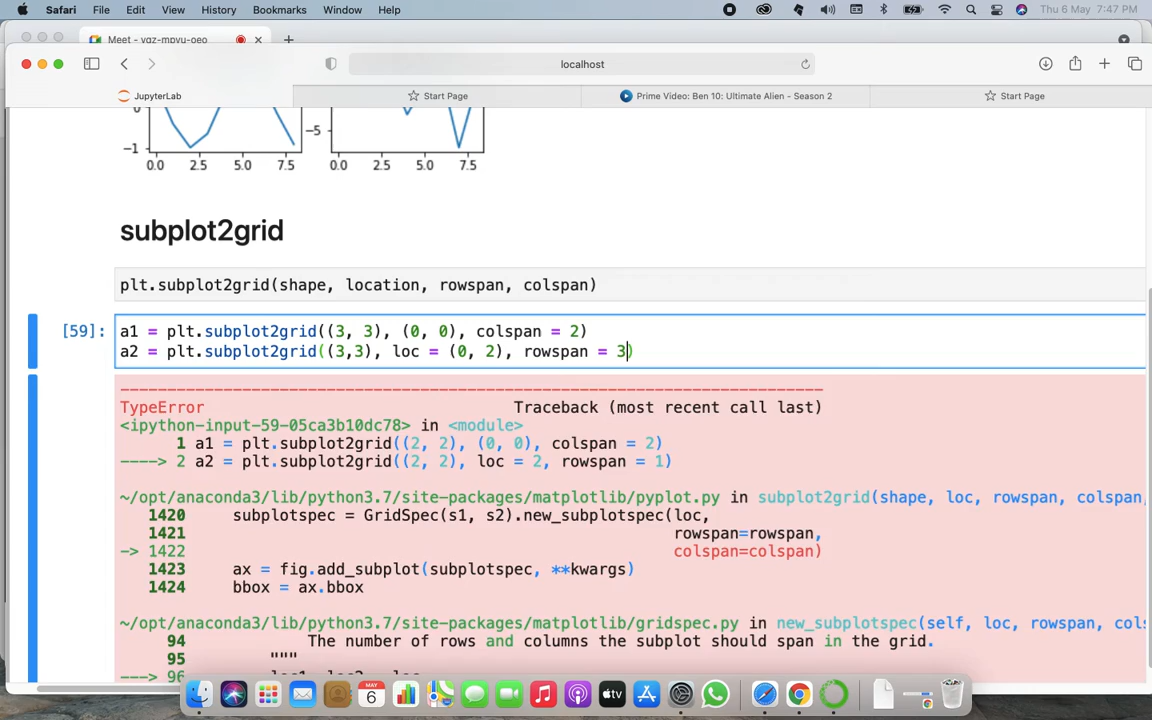 Safari File Edit View History Bookmarks Window Help Thu 6 May 7:47 PM
Meet - vgz-mpvu-oeo
localhost
JupyterLab Start Page Prime Video: Ben 10: Ultimate Alien - Season 2 Start Page
0
-1
-5
0.0 2.5 5.0 7.5 0.0 2.5 5.0 7.5
subplot2grid
plt.subplot2grid(shape, location, rowspan, colspan)
[59]: a1 = plt.subplot2grid((3, 3), (0, 0), colspan = 2)
a2 = plt.subplot2grid((3,3), loc = (0, 2), rowspan = 3)
---------------------------------------------------------------------------
TypeError Traceback (most recent call last)
<ipython-input-59-05ca3b10dc78> in <module>
1 a1 = plt.subplot2grid((2, 2), (0, 0), colspan = 2)
----> 2 a2 = plt.subplot2grid((2, 2), loc = 2, rowspan = 1)
~/opt/anaconda3/lib/python3.7/site-packages/matplotlib/pyplot.py in subplot2grid(shape, loc, rowspan, colspan,
1420 subplotspec = GridSpec(s1, s2).new_subplotspec(loc,
1421 rowspan=rowspan,
-> 1422 colspan=colspan)
1423 ax = fig.add_subplot(subplotspec, **kwargs)
1424 bbox = ax.bbox
~/opt/anaconda3/lib/python3.7/site-packages/matplotlib/gridspec.py in new_subplotspec(self, loc, rowspan, cols
94 The number of rows and columns the subplot should span in the grid.
95 """
---> 96 loc1, loc2 = loc
MAY
6
tv